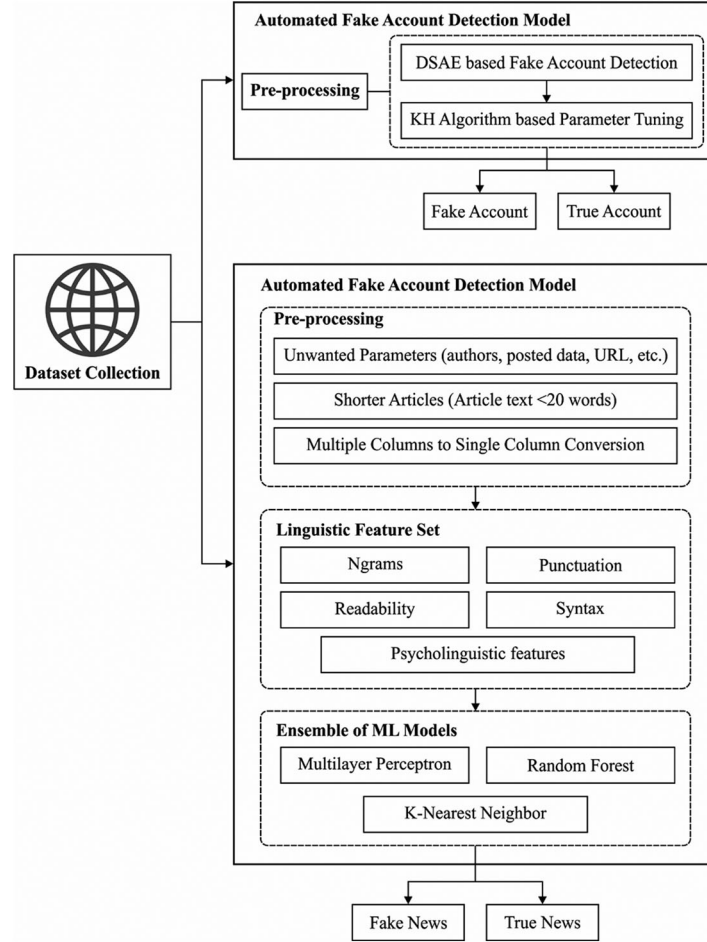 Automated Fake Account Detection Model
Pre-processing
DSAE based Fake Account Detection
KH Algorithm based Parameter Tuning
Fake Account
True Account
Dataset Collection
Automated Fake Account Detection Model
Pre-processing
Unwanted Parameters (authors, posted data, URL, etc.)
Shorter Articles (Article text <20 words)
Multiple Columns to Single Column Conversion
Linguistic Feature Set
Ngrams
Punctuation
Readability
Syntax
Psycholinguistic features
Ensemble of ML Models
Multilayer Perceptron
Random Forest
K-Nearest Neighbor
Fake News
True News